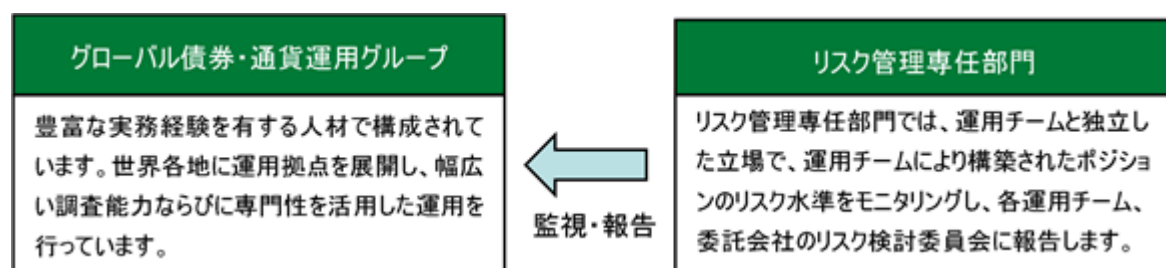 グローバル債券・通貨運用グループ
豊富な実務経験を有する人材で構成されて
います。世界各地に運用拠点を展開し、幅広
い調査能力ならびに専門性を活用した運用を
行っています。
監視・報告
リスク管理専任部門
リスク管理専任部門では、運用チームと独立し
た立場で、運用チームにより構築されたポジショ
ンのリスク水準をモニタリングし、各運用チーム、
委託会社のリスク検討委員会に報告します。